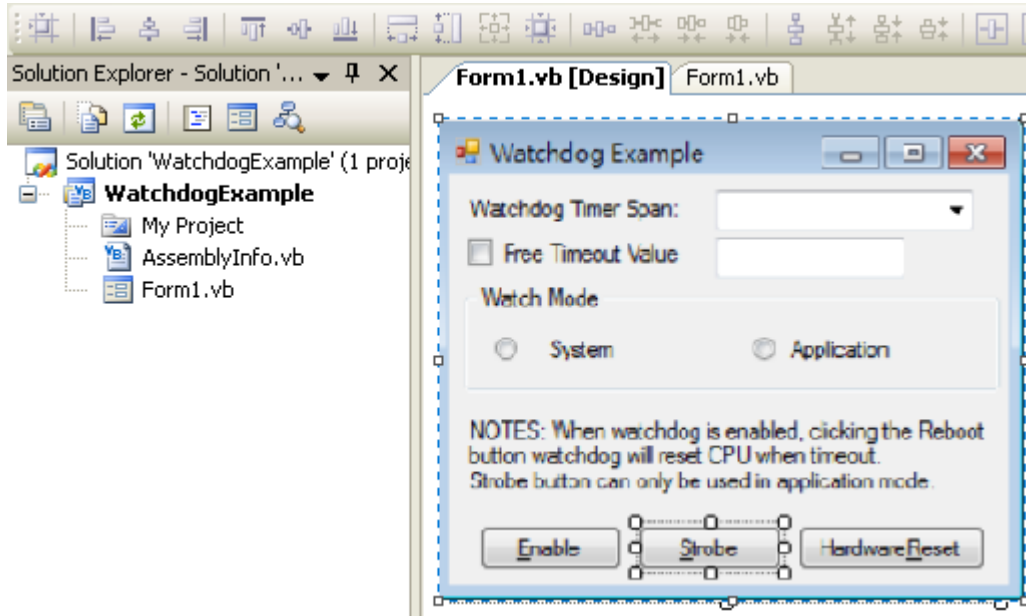 Solution Explorer - Solution '...
Form1.vb [Design]
Form1.vb
Solution 'WatchdogExample' (1 proje
WatchdogExample
My Project
AssemblyInfo.vb
Form1.vb
Watchdog Example
Watchdog Timer Span:
Free Timeout Value
Watch Mode
System
Application
NOTES: When watchdog is enabled, clicking the Reboot
button watchdog will reset CPU when timeout.
Strobe button can only be used in application mode.
Enable
Strobe
HardwareReset